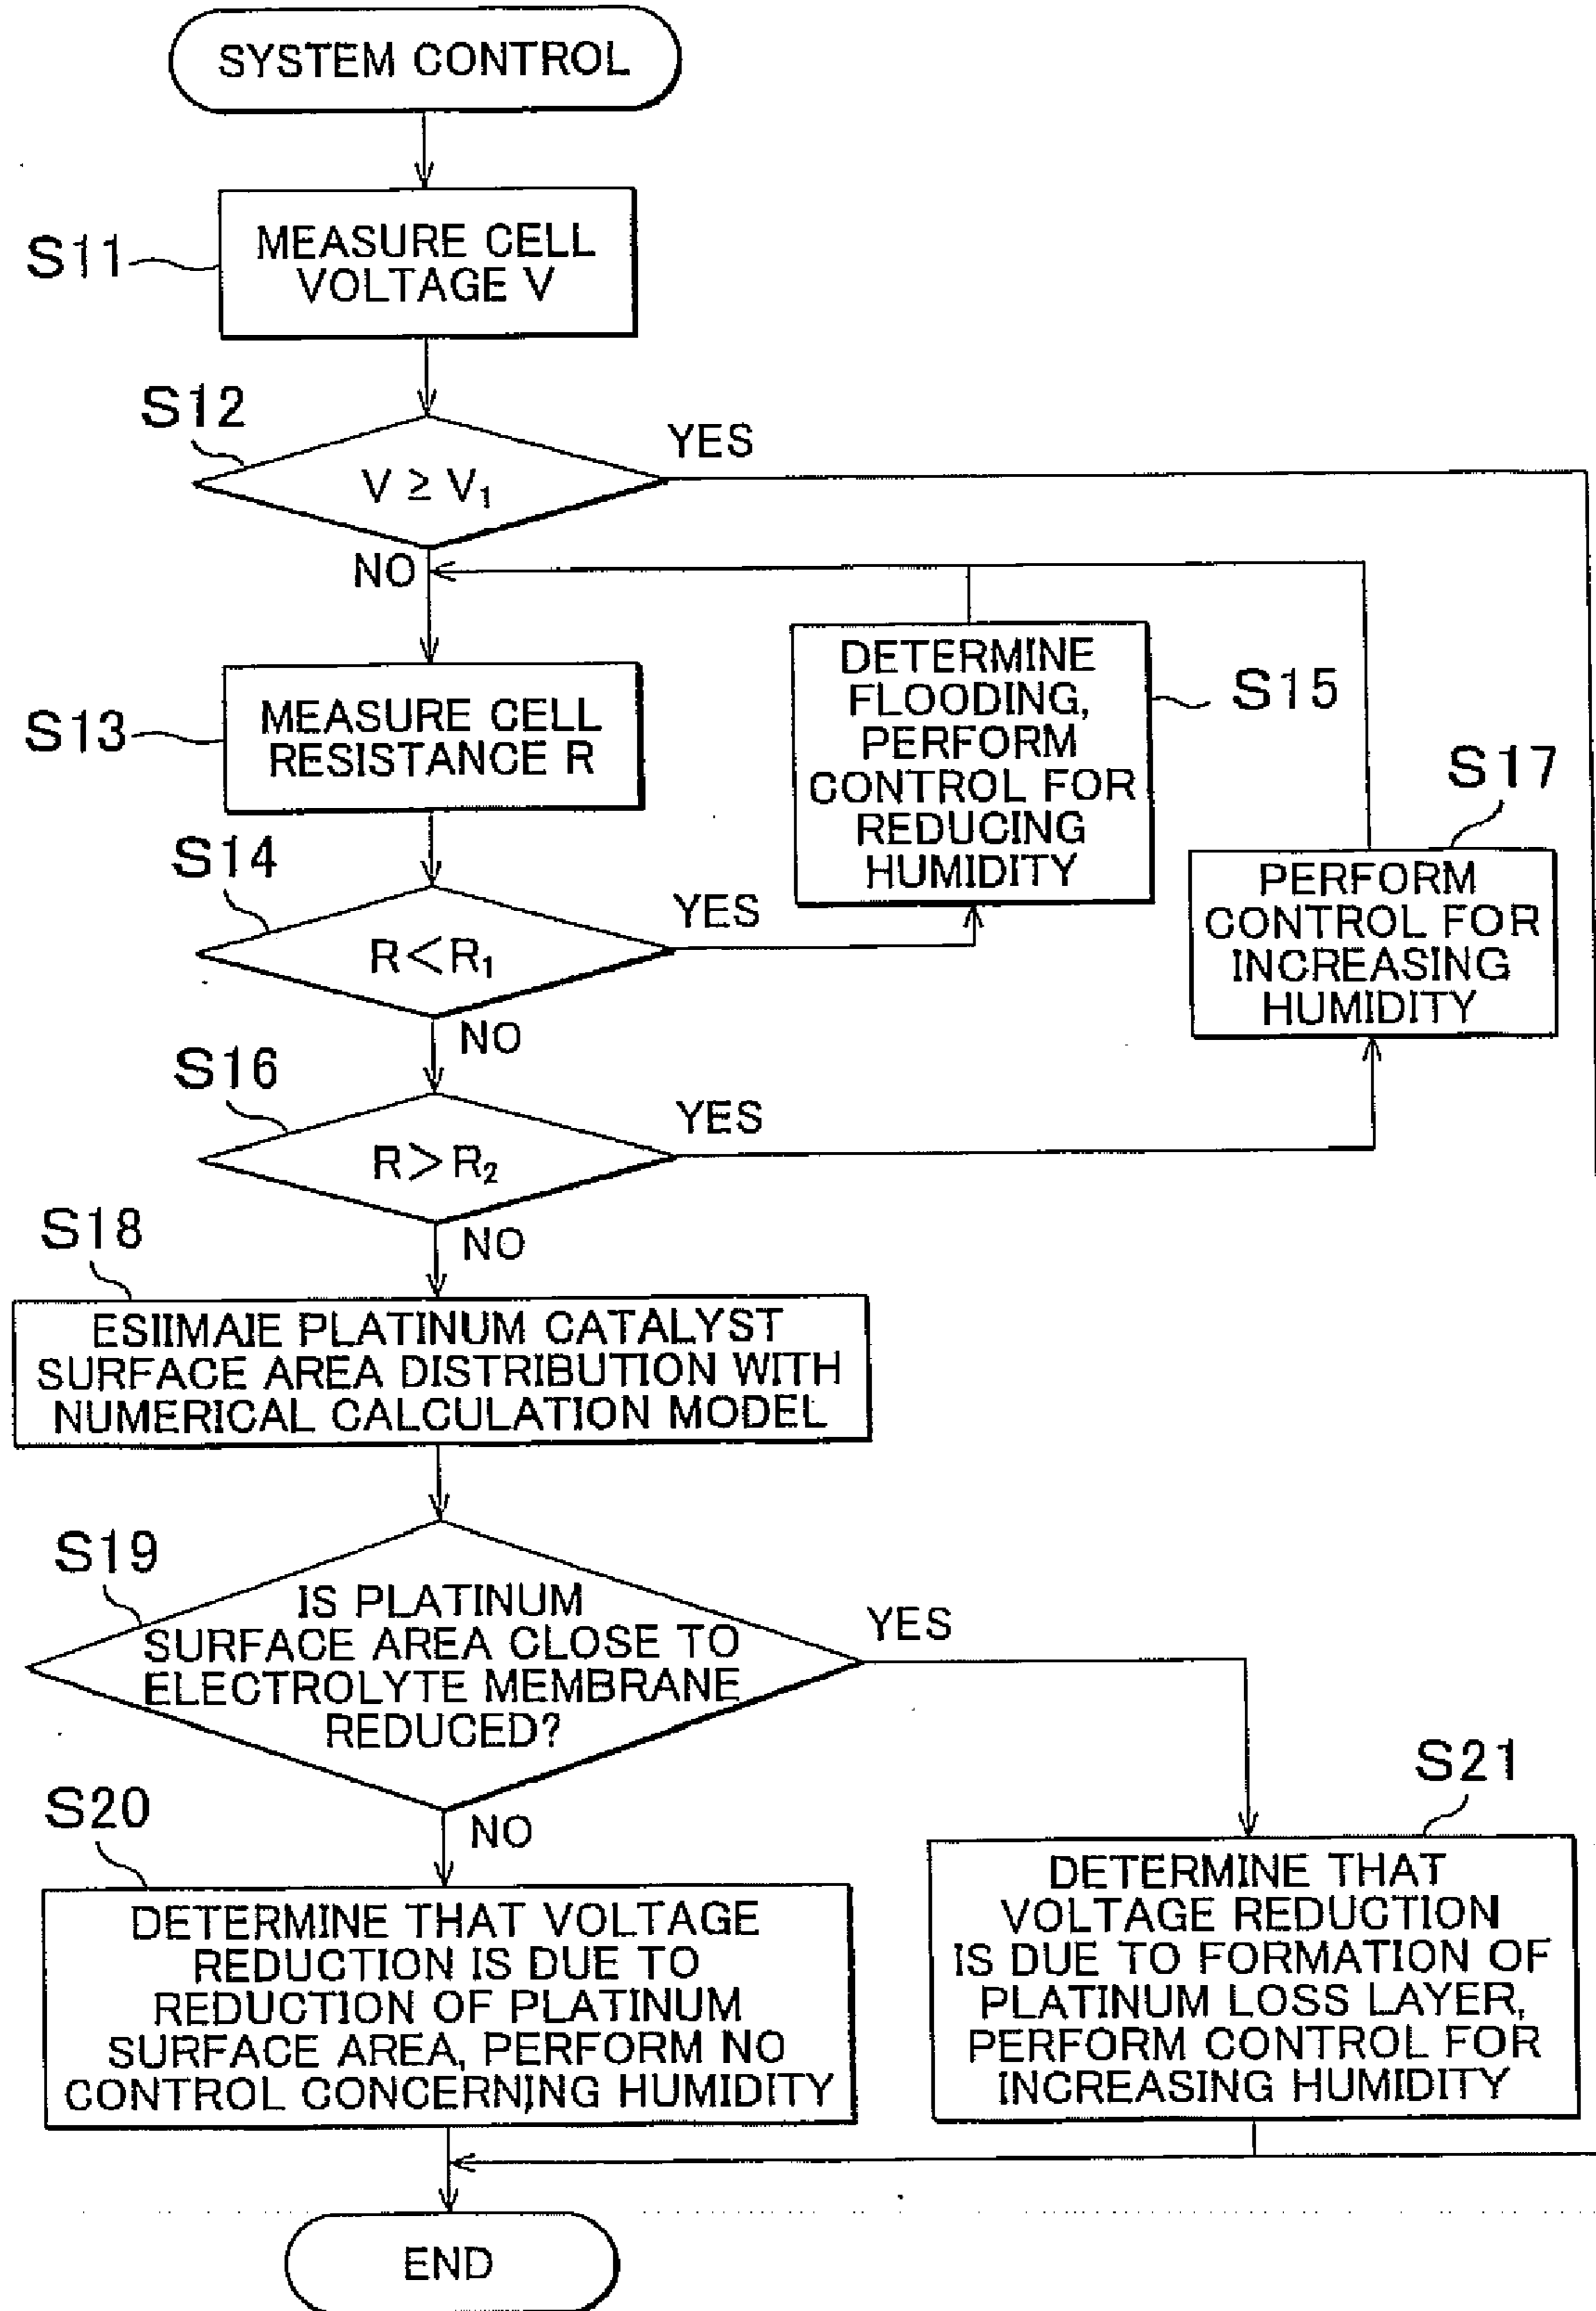 SYSTEM CONTROL
S11
MEASURE CELL
VOLTAGE V
S12
V ≥ V₁
YES
NO
S13
MEASURE CELL
RESISTANCE R
DETERMINE
FLOODING,
PERFORM
CONTROL FOR
REDUCING
HUMIDITY
S15
S14
R<R₁
YES
NO
S17
PERFORM
CONTROL FOR
INCREASING
HUMIDITY
S16
R>R₂
YES
NO
S18
ESIIMAIE PLATINUM CATALYST
SURFACE AREA DISTRIBUTION WITH
NUMERICAL CALCULATION MODEL
S19
IS PLATINUM
SURFACE AREA CLOSE TO
ELECTROLYTE MEMBRANE
REDUCED?
YES
NO
S20
DETERMINE THAT VOLTAGE
REDUCTION IS DUE TO
REDUCTION OF PLATINUM
SURFACE AREA, PERFORM NO
CONTROL CONCERNING HUMIDITY
S21
DETERMINE THAT
VOLTAGE REDUCTION
IS DUE TO FORMATION OF
PLATINUM LOSS LAYER,
PERFORM CONTROL FOR
INCREASING HUMIDITY
END